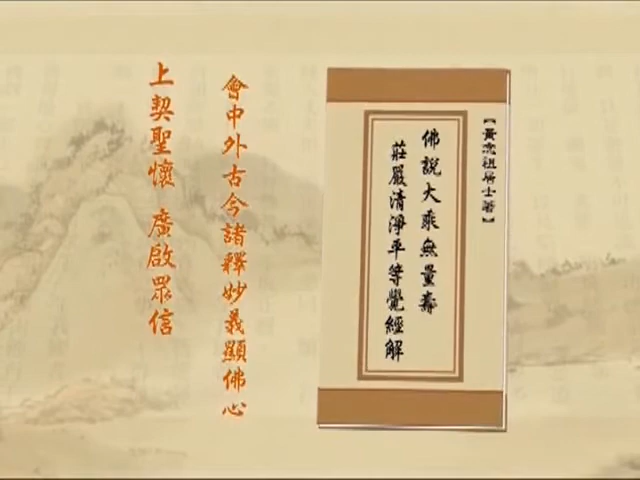 【黃念祖居士著】
佛說大乘無量壽
莊嚴清淨平等覺經解
會中外古今諸釋妙義顯佛心
上契聖懷 廣啟眾信